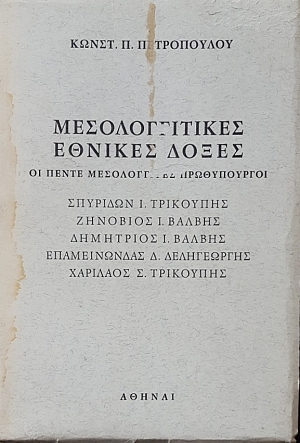 ΚΩΝΣΤ. Π. ΠΕΤΡΟΠΟΥΛΟΥ
ΜΕΣΟΛΟΓΓΙΤΙΚΕΣ
ΕΘΝΙΚΕΣ ΔΟΞΕΣ
ΟΙ ΠΕΝΤΕ ΜΕΣΟΛΟΓΓΙΤΕΣ ΠΡΩΘΥΠΟΥΡΓΟΙ
ΣΠΥΡΙΔΩΝ Ι. ΤΡΙΚΟΥΠΗΣ
ΖΗΝΟΒΙΟΣ Ι. ΒΑΛΒΗΣ
ΔΗΜΗΤΡΙΟΣ Ι. ΒΑΛΒΗΣ
ΕΠΑΜΕΙΝΩΝΔΑΣ Δ. ΔΕΛΗΓΕΩΡΓΗΣ
ΧΑΡΙΛΑΟΣ Σ. ΤΡΙΚΟΥΠΗΣ
ΑΘΗΝΑΙ